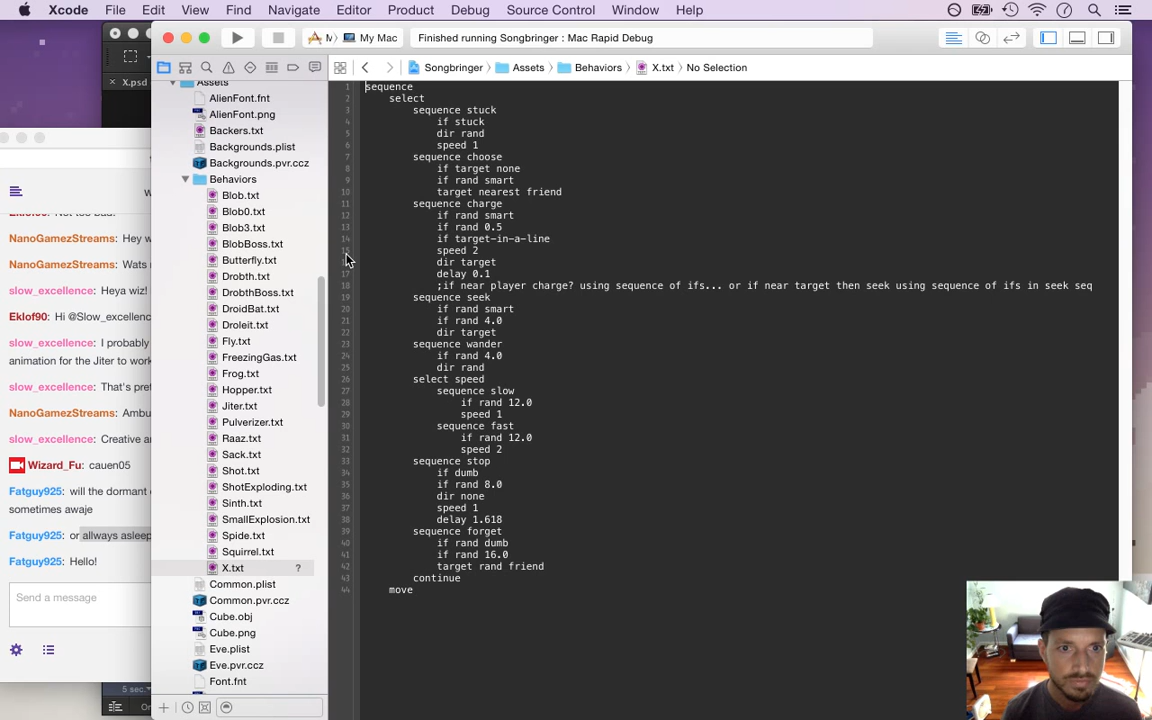 Xcode File Edit View Find Navigate Editor Product Debug Source Control Window Help
My Mac
Finished running Songbringer : Mac Rapid Debug
X.psd
Songbringer Assets Behaviors X.txt No Selection
Assets
AlienFont.fnt
AlienFont.png
Backers.txt
Backgrounds.plist
Backgrounds.pvr.ccz
Behaviors
Blob.txt
Blob0.txt
Blob3.txt
BlobBoss.txt
Butterfly.txt
Drobth.txt
DrobthBoss.txt
DroidBat.txt
Droleit.txt
Fly.txt
FreezingGas.txt
Frog.txt
Hopper.txt
Jiter.txt
Pulverizer.txt
Raaz.txt
Sack.txt
Shot.txt
ShotExploding.txt
Sinth.txt
SmallExplosion.txt
Spide.txt
Squirrel.txt
X.txt ?
Common.plist
Common.pvr.ccz
Cube.obj
Cube.png
Eve.plist
Eve.pvr.ccz
Font.fnt
1 sequence
2 select
3 sequence stuck
4 if stuck
5 dir rand
6 speed 1
7 sequence choose
8 if target none
9 if rand smart
10 target nearest friend
11 sequence charge
12 if rand smart
13 if rand 0.5
14 if target-in-a-line
15 speed 2
dir target
17 delay 0.1
18 ;if near player charge? using sequence of ifs... or if near target then seek using sequence of ifs in seek seq
19 sequence seek
20 if rand smart
21 if rand 4.0
22 dir target
23 sequence wander
24 if rand 4.0
25 dir rand
26 select speed
27 sequence slow
28 if rand 12.0
29 speed 1
30 sequence fast
31 if rand 12.0
32 speed 2
33 sequence stop
34 if dumb
35 if rand 8.0
36 dir none
37 speed 1
38 delay 1.618
39 sequence forget
40 if rand dumb
41 if rand 16.0
42 target rand friend
43 continue
44 move
NanoGamezStreams: Hey w
NanoGamezStreams: Wats
slow_excellence: Heya wiz!
Eklof90: Hi @Slow_excellenc
slow_excellence: I probably
animation for the Jiter to work
slow_excellence: That's pret
NanoGamezStreams: Ambu
slow_excellence: Creative a
Wizard_Fu: cauen05
Fatguy925: will the dormant
sometimes awaje
Fatguy925: or allways asleep
Fatguy925: Hello!
Send a message
5 sec.